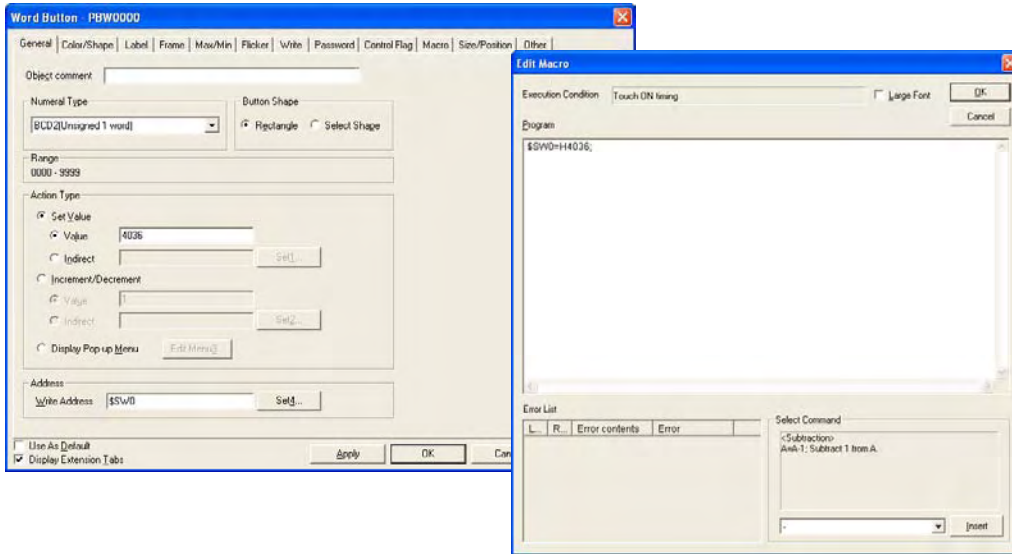 Word Button - PBW0000
General Color/Shape Label Frame Max/Min Flicker Write Password Control Flag Macro Size/Position Other
Object comment
Numeral Type
BCD2(Unsigned 1 word)
Button Shape
Rectangle Select Shape
Range
0000 - 9999
Action Type
Set Value
Value 4036
Indirect Set1...
Increment/Decrement
Value 1
Indirect Set2...
Display Pop-up Menu Edit Menu3
Address
Write Address $SW0 Set4...
Use As Default
Display Extension Tabs
Apply OK Can
Edit Macro
Execution Condition Touch ON timing Large Font OK
Cancel
Program
$SW0=H4036;
Error List
L... R... Error contents Error
Select Command
<Subtraction>
A=A-1; Subtract 1 from A.
- Insert